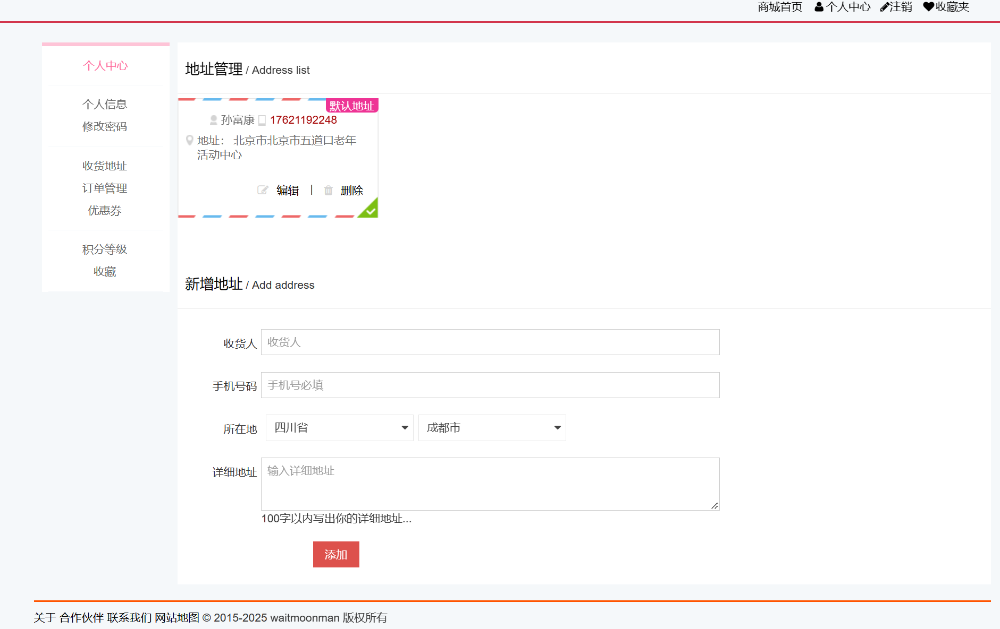 商城首页 个人中心 注销 收藏夹
个人中心
个人信息
修改密码
收货地址
订单管理
优惠券
积分等级
收藏
地址管理 / Address list
默认地址
孙富康 17621192248
地址： 北京市北京市五道口老年
活动中心
编辑 | 删除
新增地址 / Add address
收货人 收货人
手机号码 手机号必填
所在地 四川省 成都市
详细地址 输入详细地址
100字以内写出你的详细地址...
添加
关于 合作伙伴 联系我们 网站地图 © 2015-2025 waitmoonman 版权所有